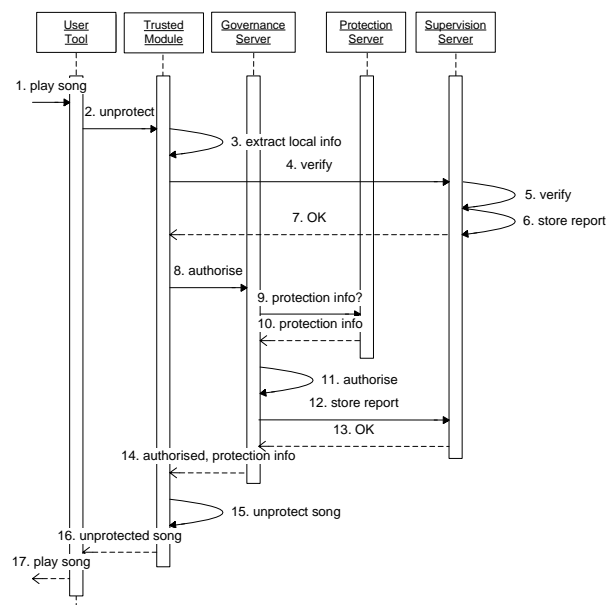 User
Tool
Trusted
Module
Governance
Server
Protection
Server
Supervision
Server
1. play song
2. unprotect
3. extract local info
4. verify
5. verify
6. store report
7. OK
8. authorise
9. protection info?
10. protection info
11. authorise
12. store report
13. OK
14. authorised, protection info
15. unprotect song
16. unprotected song
17. play song